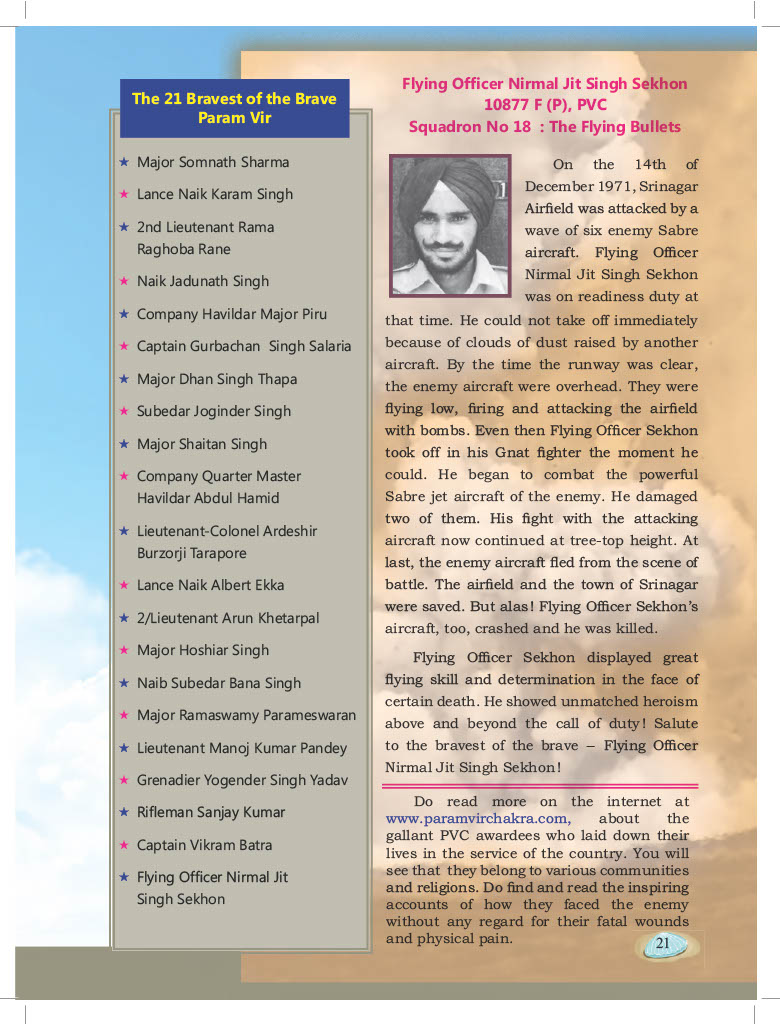 The 21 Bravest of the Brave
Param Vir
Major Somnath Sharma
Lance Naik Karam Singh
2nd Lieutenant Rama
Raghoba Rane
Naik Jadunath Singh
Company Havildar Major Piru
Captain Gurbachan  Singh Salaria
Major Dhan Singh Thapa
Subedar Joginder Singh
Major Shaitan Singh
Company Quarter Master
Havildar Abdul Hamid
Lieutenant-Colonel Ardeshir
Burzorji Tarapore
Lance Naik Albert Ekka
2/Lieutenant Arun Khetarpal
Major Hoshiar Singh
Naib Subedar Bana Singh
Major Ramaswamy Parameswaran
Lieutenant Manoj Kumar Pandey
Grenadier Yogender Singh Yadav
Rifleman Sanjay Kumar
Captain Vikram Batra
Flying Officer Nirmal Jit
Singh Sekhon
Flying Officer Nirmal Jit Singh Sekhon
10877 F (P), PVC
Squadron No 18  : The Flying Bullets
On the 14th of
December 1971, Srinagar
Airfield was attacked by a
wave of six enemy Sabre
aircraft. Flying Officer
Nirmal Jit Singh Sekhon
was on readiness duty at
that time. He could not take off immediately
because of clouds of dust raised by another
aircraft. By the time the runway was clear,
the enemy aircraft were overhead. They were
flying low, firing and attacking the airfield
with bombs. Even then Flying Officer Sekhon
took off in his Gnat fighter the moment he
could. He began to combat the powerful
Sabre jet aircraft of the enemy. He damaged
two of them. His fight with the attacking
aircraft now continued at tree-top height. At
last, the enemy aircraft fled from the scene of
battle. The airfield and the town of Srinagar
were saved. But alas! Flying Officer Sekhon’s
aircraft, too, crashed and he was killed.
Flying Officer Sekhon displayed great
flying skill and determination in the face of
certain death. He showed unmatched heroism
above and beyond the call of duty! Salute
to the bravest of the brave – Flying Officer
Nirmal Jit Singh Sekhon!
Do read more on the internet at
www.paramvirchakra.com, about the
gallant PVC awardees who laid down their
lives in the service of the country. You will
see that they belong to various communities
and religions. Do find and read the inspiring
accounts of how they faced the enemy
without any regard for their fatal wounds
and physical pain.
21